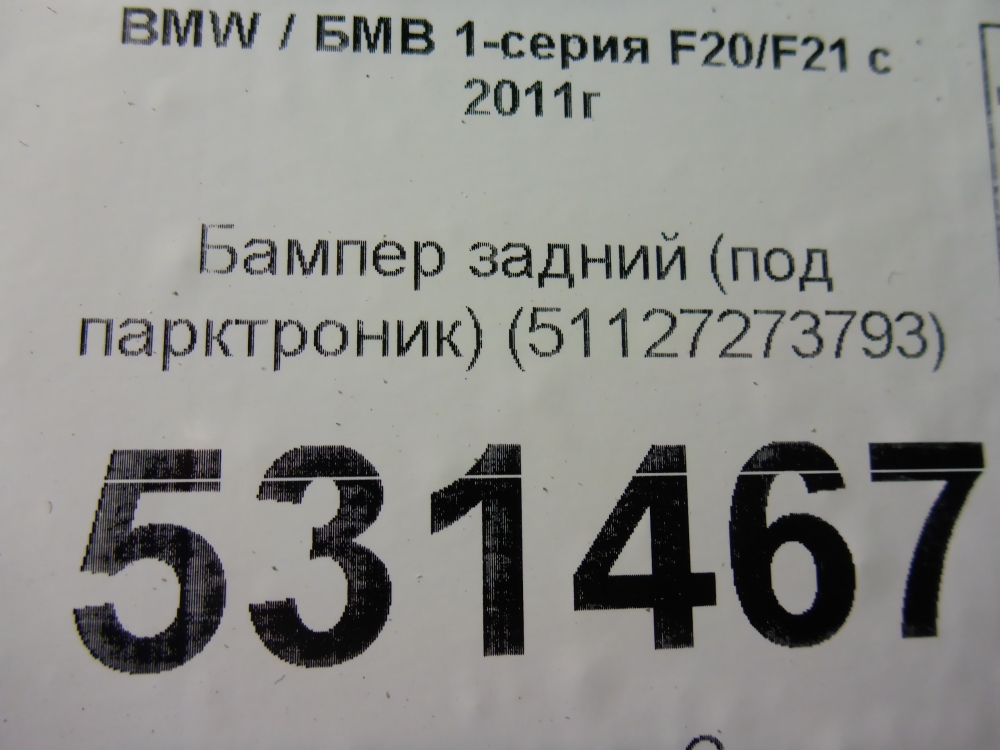 BMW / БМВ 1-серия F20/F21 с
2011г
Бампер задний (под
парктроник) (51127273793)
531467